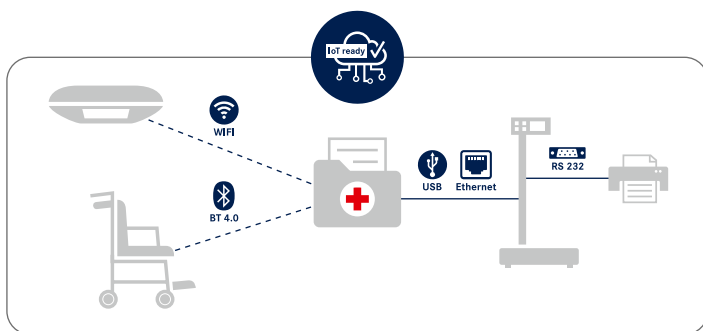 IoT ready
WIFI
BT 4.0
USB
Ethernet
RS 232